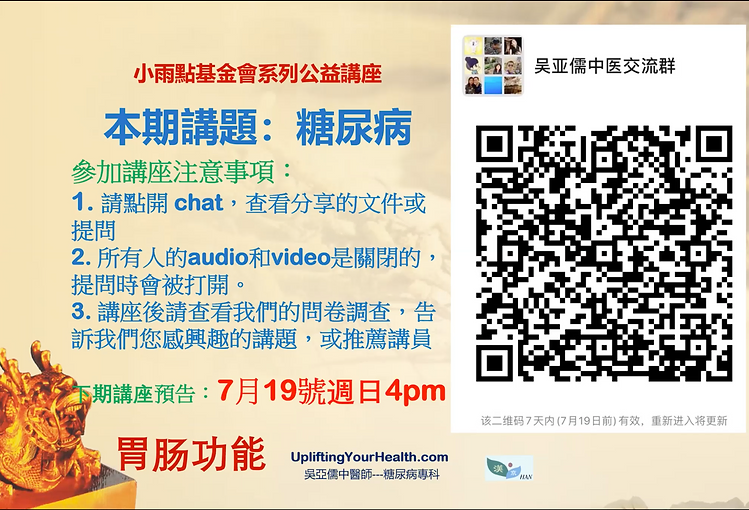 小雨點基金會系列公益講座
本期講題：糖尿病
參加講座注意事項：
1. 請點開 chat，查看分享的文件或
提問
2. 所有人的audio和video是關閉的，
提問時會被打開。
3. 講座後請查看我們的問卷調查，告
訴我們您感興趣的講題，或推薦講員
下期講座預告：7月19號週日4pm
胃肠功能
UpliftingYourHealth.com
吳亞儒中醫師---糖尿病專科
吴亚儒中医交流群
该二维码7天内(7月19日前)有效，重新进入将更新
漢
HAN